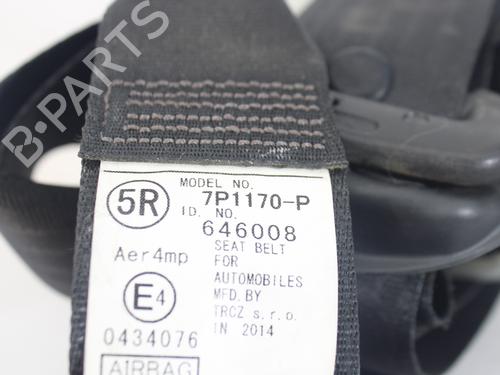 B-PARTS
MODEL NO.
5R 7P1170-P
ID. NO.
646008
Aer4mp
SEAT BELT
FOR
AUTOMOBILES
E4
MFD.BY
TRCZ s.r.o.
0434076
IN 2014
AIRBAG